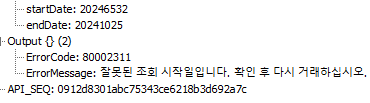 startDate: 20246532
endDate: 20241025
Output {} (2)
ErrorCode: 80002311
ErrorMessage: 잘못된 조회 시작일입니다. 확인 후 다시 거래하십시오.
API_SEQ: 0912d8301abc75343ce6218b3d692a7c